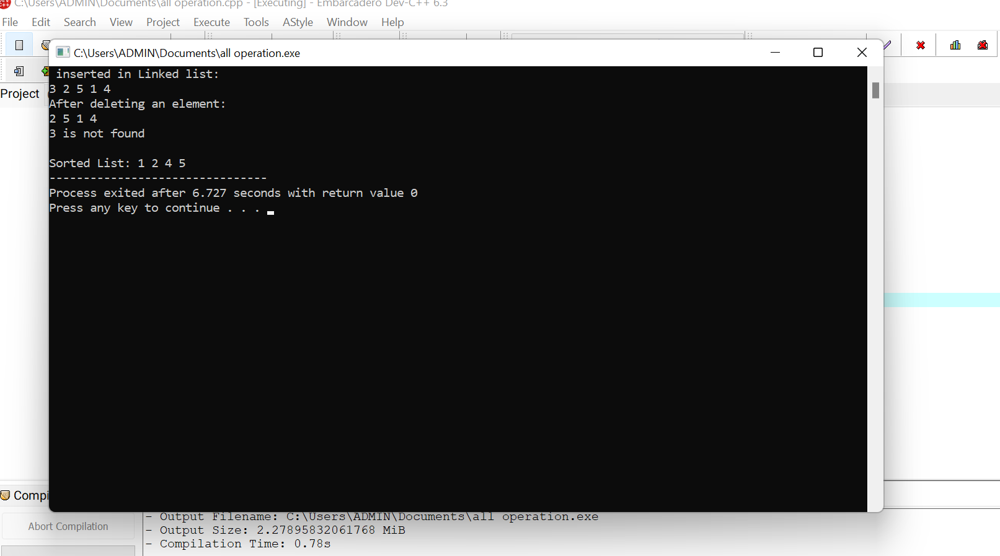 C:\Users\ADMIN\Documents\all operation.cpp - [Executing] - Embarcadero Dev-C++ 6.3
File Edit Search View Project Execute Tools AStyle Window Help
C:\Users\ADMIN\Documents\all operation.exe
Project
inserted in Linked list:
3 2 5 1 4
After deleting an element:
2 5 1 4
3 is not found
Sorted List: 1 2 4 5
--------------------------------
Process exited after 6.727 seconds with return value 0
Press any key to continue . . .
Compi
Abort Compilation
- Output Filename: C:\Users\ADMIN\Documents\all operation.exe
- Output Size: 2.27895832061768 MiB
- Compilation Time: 0.78s